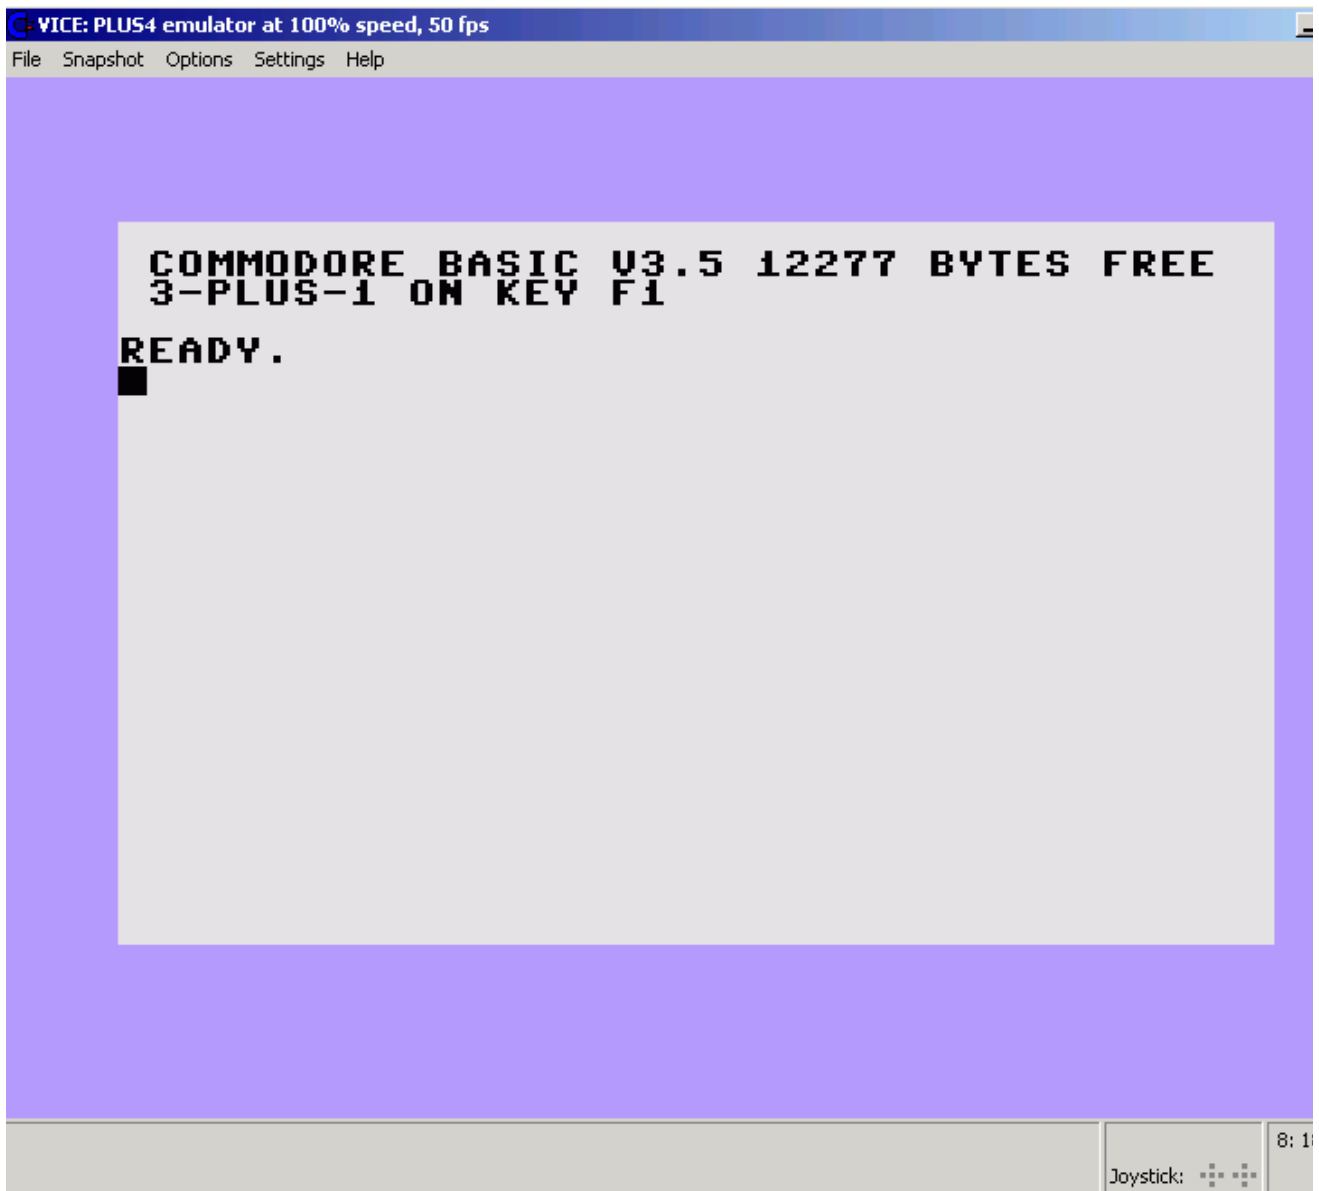 VICE: PLUS4 emulator at 100% speed, 50 fps
File Snapshot Options Settings Help
COMMODORE BASIC V3.5 12277 BYTES FREE
3-PLUS-1 ON KEY F1
READY.
8:
Joystick: